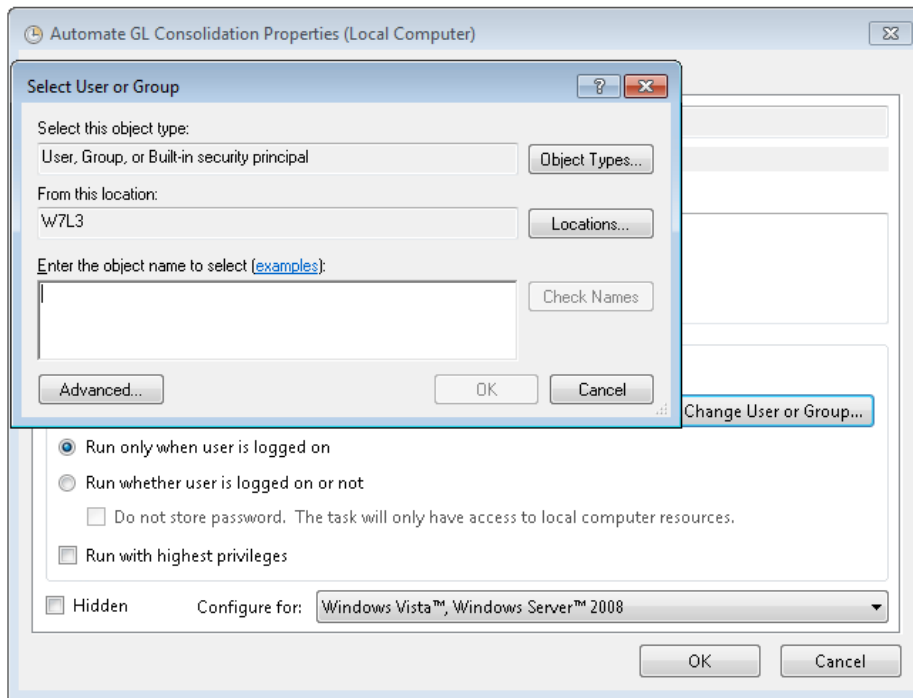 Automate GL Consolidation Properties (Local Computer)
Select User or Group
Select this object type:
User, Group, or Built-in security principal
Object Types...
From this location:
W7L3
Locations...
Enter the object name to select (examples):
Check Names
Advanced...
OK
Cancel
Change User or Group...
Run only when user is logged on
Run whether user is logged on or not
Do not store password.  The task will only have access to local computer resources.
Run with highest privileges
Hidden
Configure for:
Windows Vista™, Windows Server™ 2008
OK
Cancel